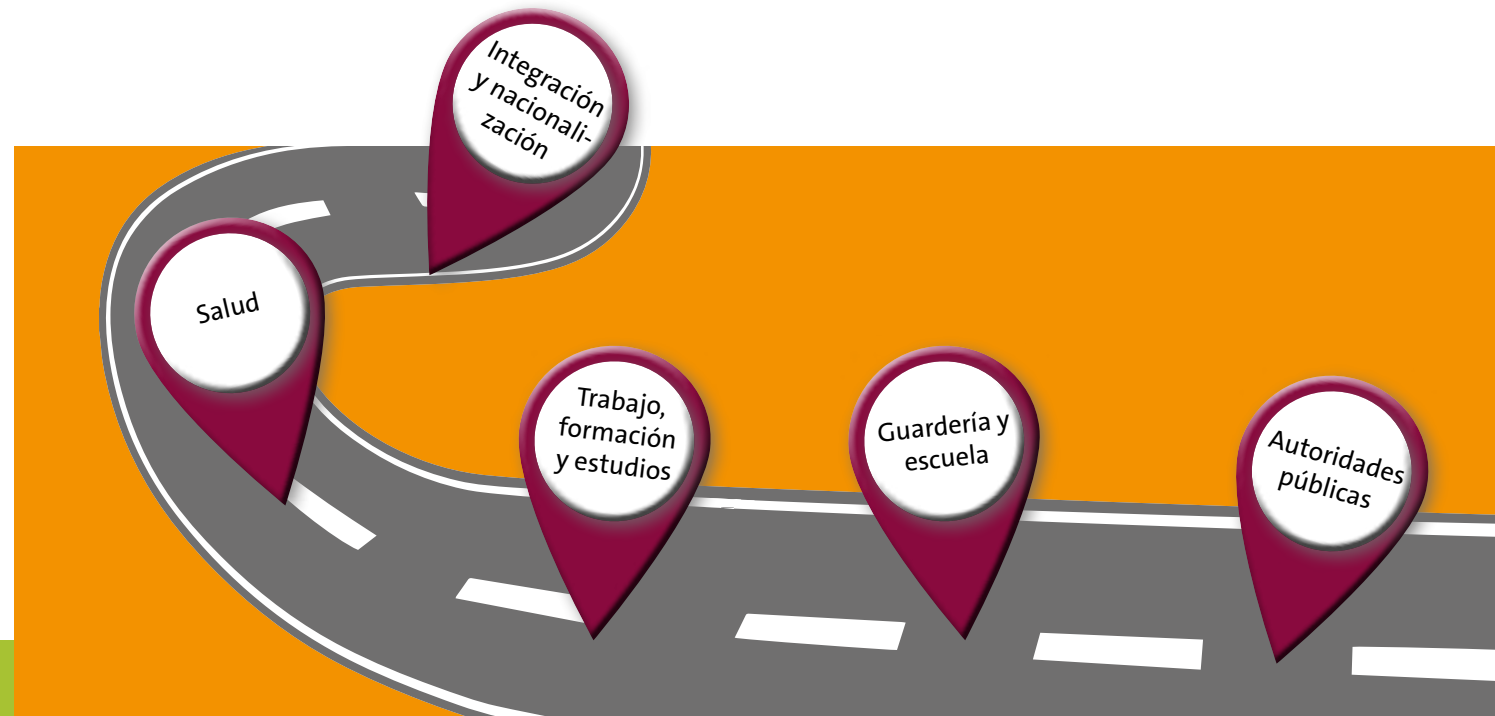 Integración
y nacionali-
zación
Salud
Trabajo,
formación
y estudios
Guardería y
escuela
Autoridades
públicas